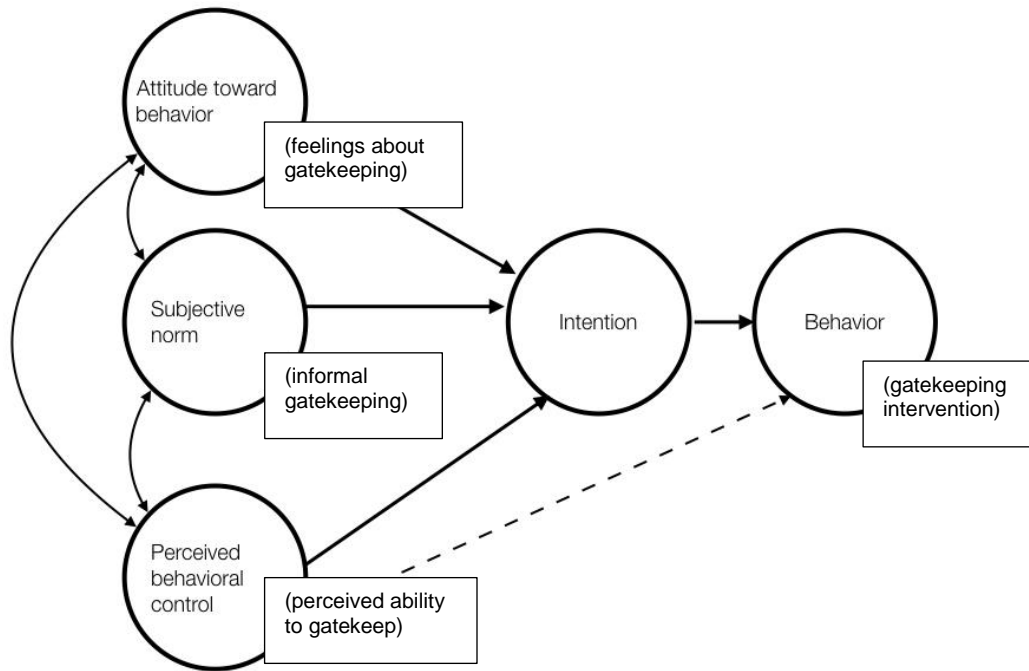 Attitude toward
behavior
(feelings about
gatekeeping)
Subjective
norm
(informal
gatekeeping)
Intention
Behavior
(gatekeeping
intervention)
Perceived
behavioral
control
(perceived ability
to gatekeep)